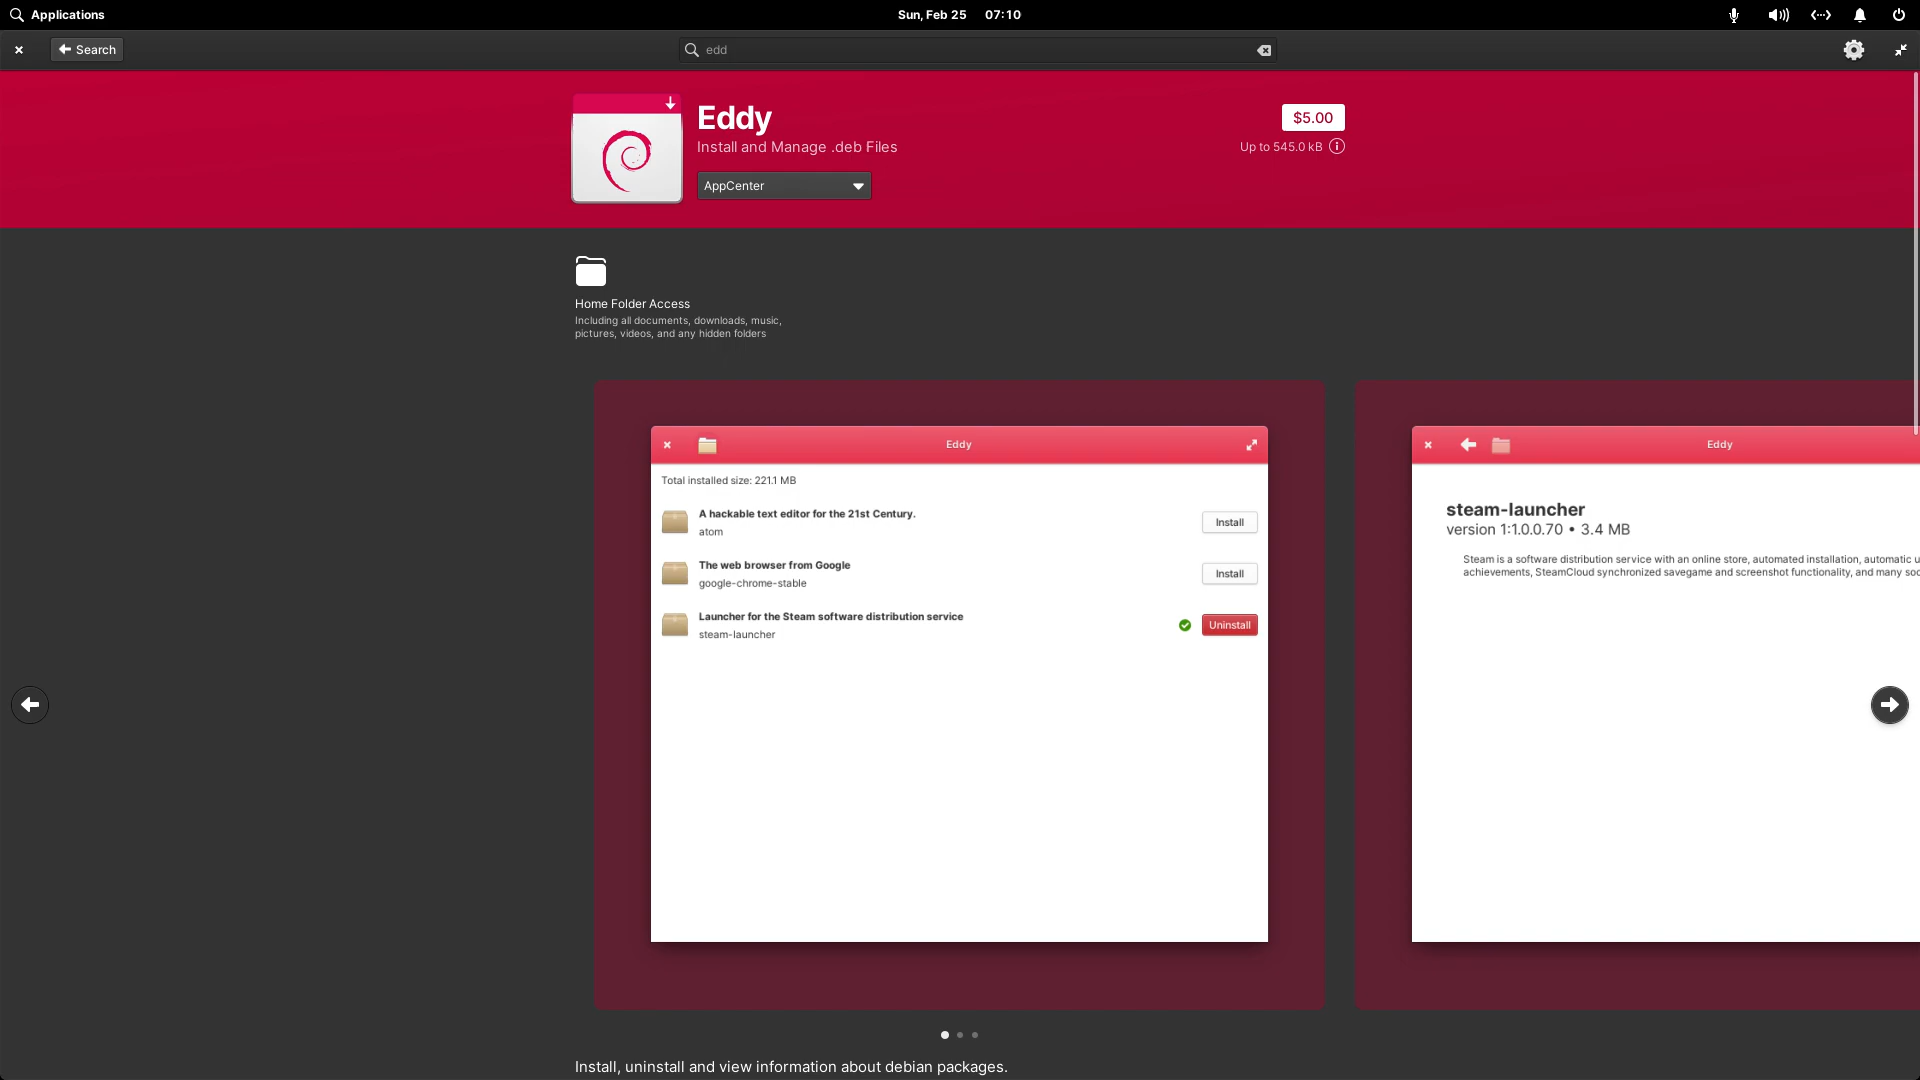 Applications
Sun, Feb 25 07:10
Search
edd
Eddy
$5.00
Install and Manage .deb Files
Up to 545.0 kB
AppCenter
Home Folder Access
Including all documents, downloads, music,
pictures, videos, and any hidden folders
Eddy
Total installed size: 221.1 MB
A hackable text editor for the 21st Century.
atom
Install
The web browser from Google
google-chrome-stable
Install
Launcher for the Steam software distribution service
steam-launcher
Uninstall
Eddy
steam-launcher
version 1:1.0.0.70 • 3.4 MB
Steam is a software distribution service with an online store, automated installation, automatic u
achievements, SteamCloud synchronized savegame and screenshot functionality, and many soc
Install, uninstall and view information about debian packages.